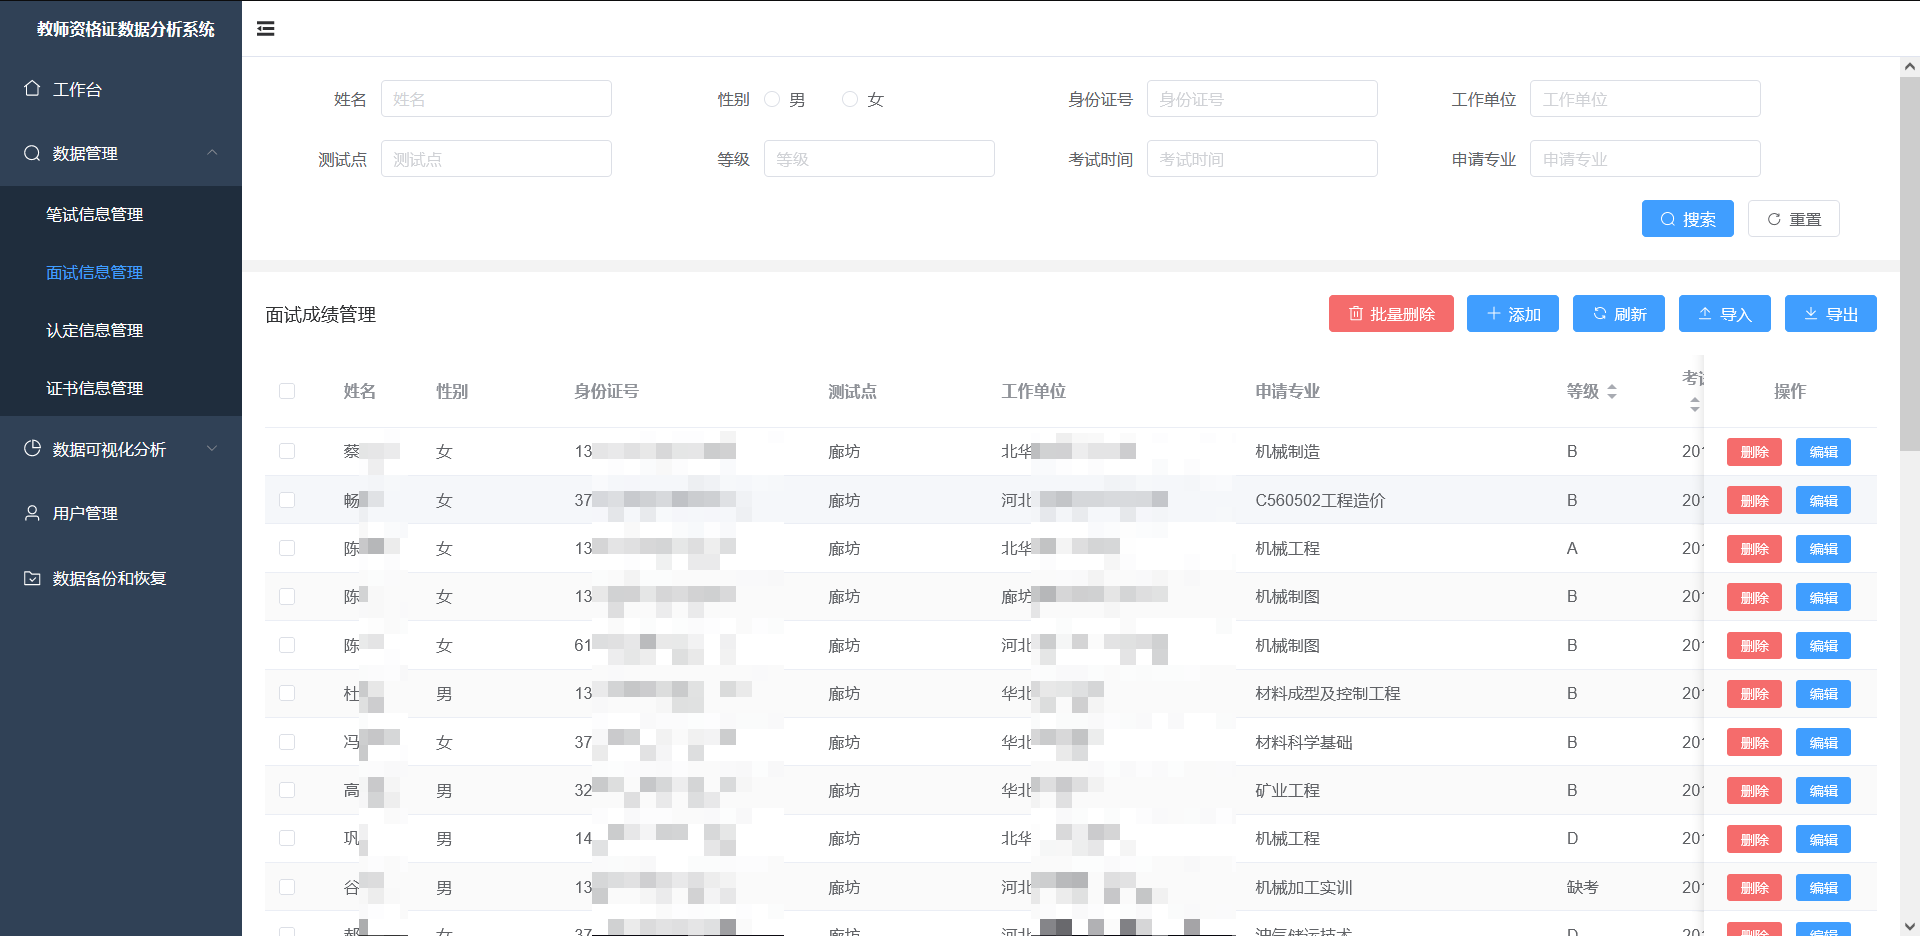 教师资格证数据分析系统
工作台
数据管理
笔试信息管理
面试信息管理
认定信息管理
证书信息管理
数据可视化分析
用户管理
数据备份和恢复
姓名 姓名 性别 男 女 身份证号 身份证号 工作单位 工作单位
测试点 测试点 等级 等级 考试时间 考试时间 申请专业 申请专业
搜索 重置
面试成绩管理 批量删除 添加 刷新 导入 导出
姓名 性别 身份证号 测试点 工作单位 申请专业 等级 考 操作
蔡 女 13 廊坊 北华 机械制造 B 20 删除 编辑
畅 女 37 廊坊 河北 C560502工程造价 B 20 删除 编辑
陈 女 13 廊坊 北华 机械工程 A 20 删除 编辑
陈 女 13 廊坊 廊坊 机械制图 B 20 删除 编辑
陈 女 61 廊坊 河北 机械制图 B 20 删除 编辑
杜 男 13 廊坊 华北 材料成型及控制工程 B 20 删除 编辑
冯 女 37 廊坊 华北 材料科学基础 B 20 删除 编辑
高 男 32 廊坊 华北 矿业工程 B 20 删除 编辑
巩 男 14 廊坊 北华 机械工程 D 20 删除 编辑
谷 男 13 廊坊 河北 机械加工实训 缺考 20 删除 编辑
郝 女 37 廊坊 河北 油气储运技术 D 20 删除 编辑